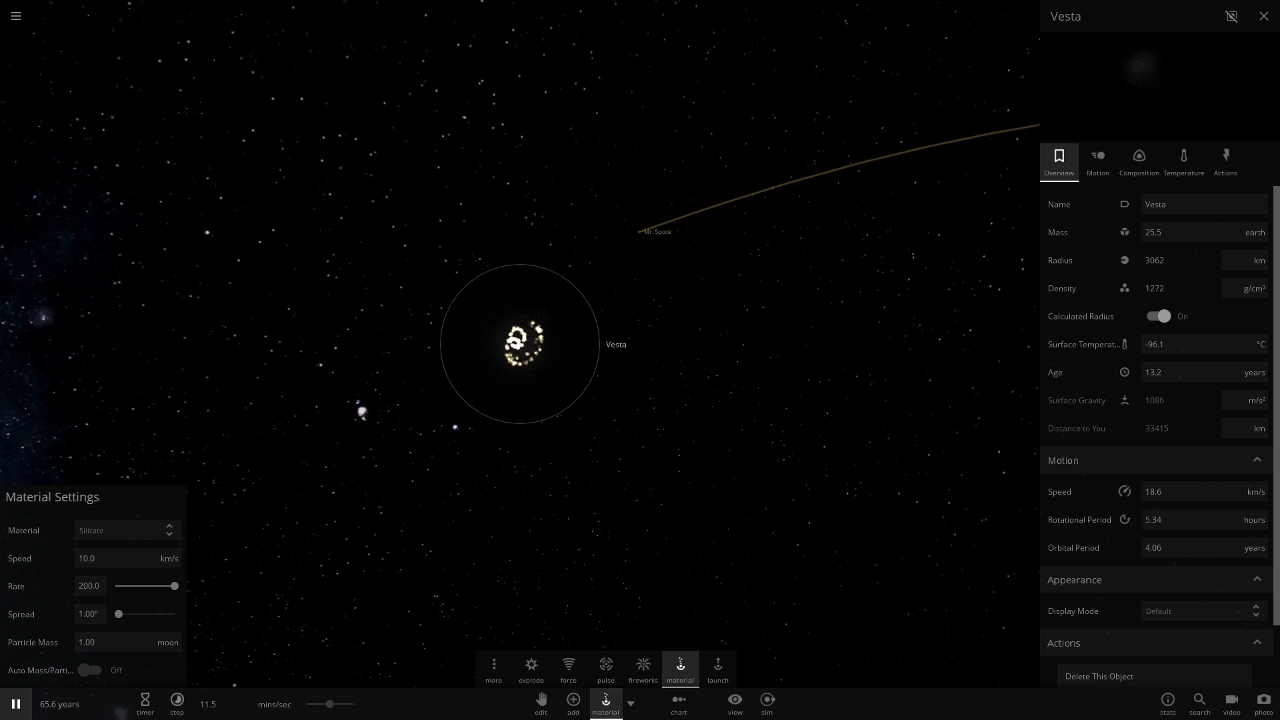 Vesta
Mr. Spock
Vesta
Overview Motion Composition Temperature Actions
Name Vesta
Mass 25.5 earth
Radius 3062 km
Density 1272 g/cm³
Calculated Radius On
Surface Temperat... -96.1 °C
Age 13.2 years
Surface Gravity 1086 m/s²
Distance to You 33415 km
Motion
Speed 18.6 km/s
Rotational Period 5.34 hours
Orbital Period 4.06 years
Appearance
Display Mode Default
Actions
Delete This Object
Material Settings
Material Silicate
Speed 10.0 km/s
Rate 200.0
Spread 1.00°
Particle Mass 1.00 moon
Auto Mass/Parti... Off
more explode force pulse fireworks material launch
65.6 years timer step 11.5 mins/sec edit add material chart view sim stats search video photo